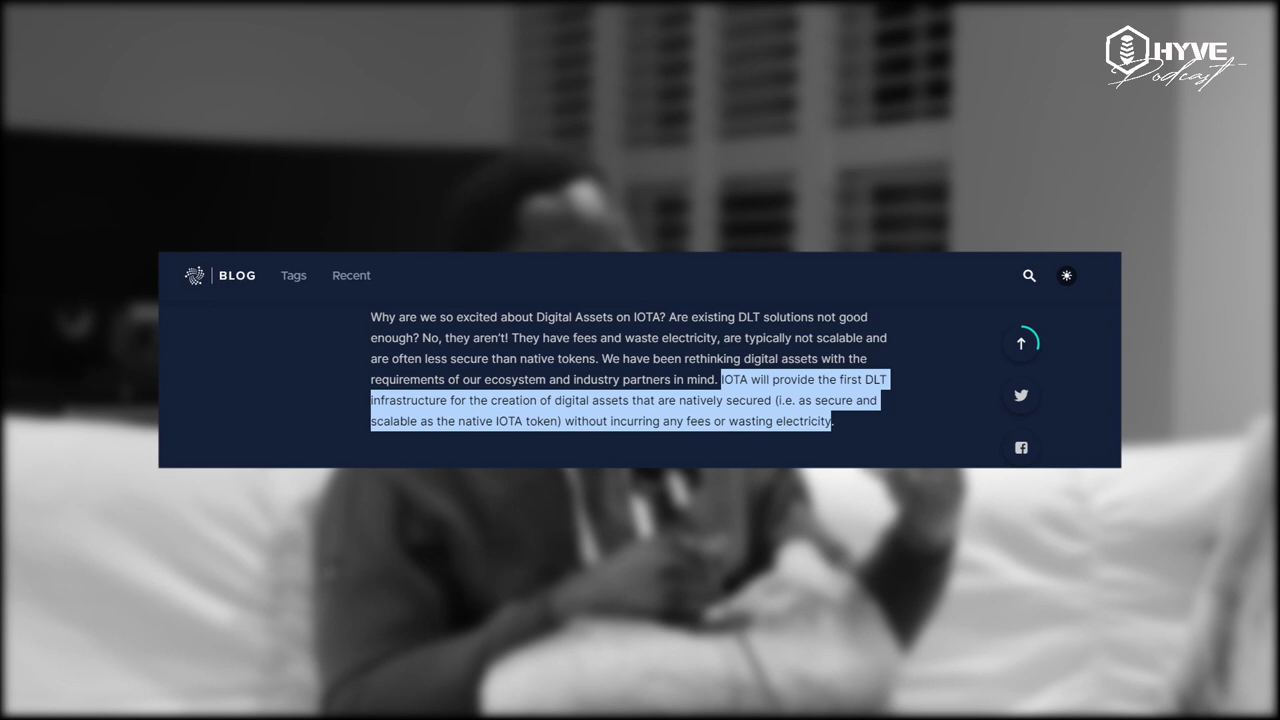 HYVE
Podcast
BLOG Tags Recent
Why are we so excited about Digital Assets on IOTA? Are existing DLT solutions not good
enough? No, they aren't! They have fees and waste electricity, are typically not scalable and
are often less secure than native tokens. We have been rethinking digital assets with the
requirements of our ecosystem and industry partners in mind. IOTA will provide the first DLT
infrastructure for the creation of digital assets that are natively secured (i.e. as secure and
scalable as the native IOTA token) without incurring any fees or wasting electricity.